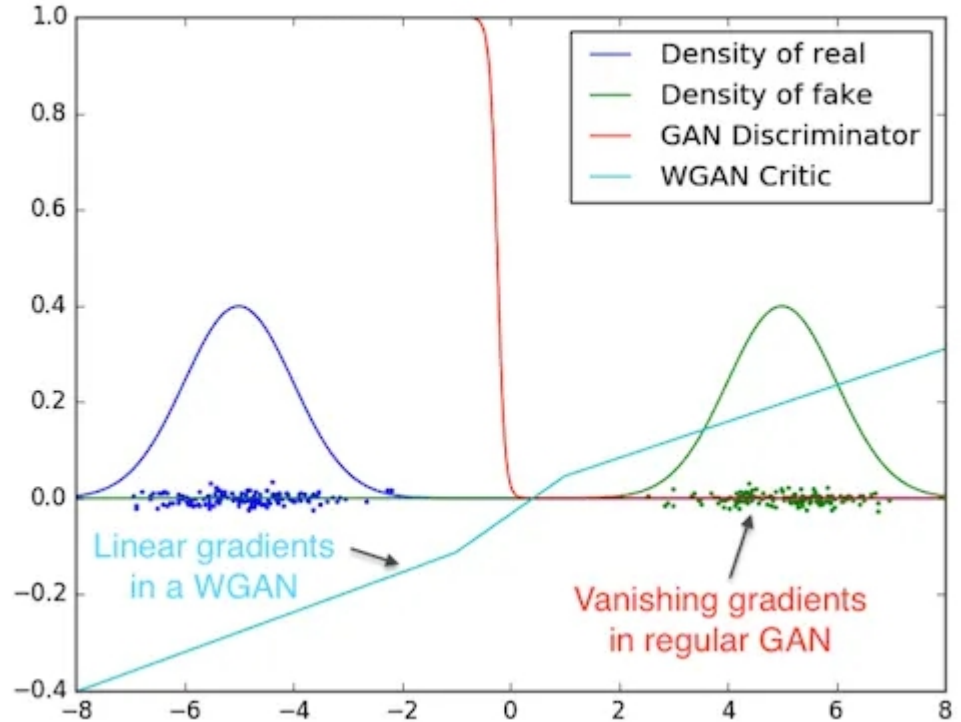 1.0
0.8
0.6
0.4
0.2
0.0
−0.2
−0.4
−8 −6 −4 −2 0 2 4 6 8
Density of real
Density of fake
GAN Discriminator
WGAN Critic
Linear gradients
in a WGAN
Vanishing gradients
in regular GAN